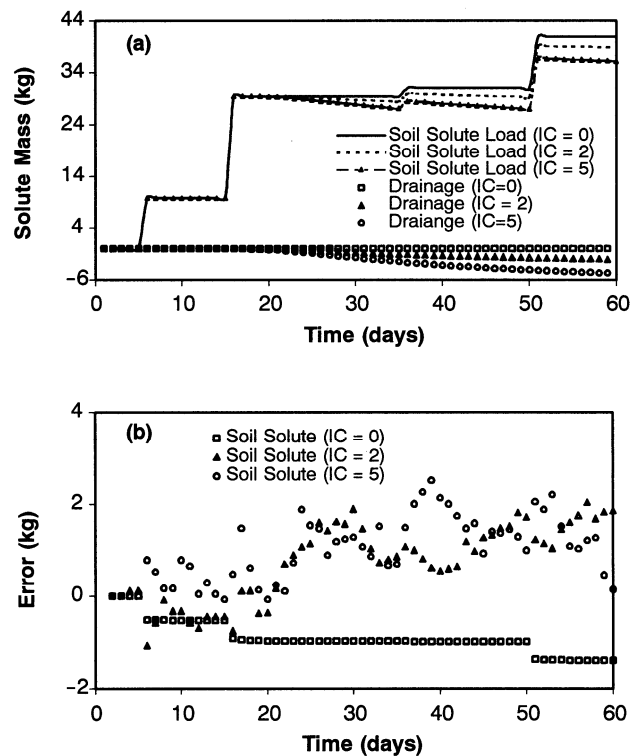 44
34
24
14
4
−6
Solute Mass (kg)
(a)
Soil Solute Load (IC = 0)
Soil Solute Load (IC = 2)
Soil Solute Load (IC = 5)
Drainage (IC=0)
Drainage (IC = 2)
Draiange (IC=5)
0 10 20 30 40 50 60
Time (days)
4
2
0
−2
Error (kg)
(b)
Soil Solute (IC = 0)
Soil Solute (IC = 2)
Soil Solute (IC = 5)
0 10 20 30 40 50 60
Time (days)